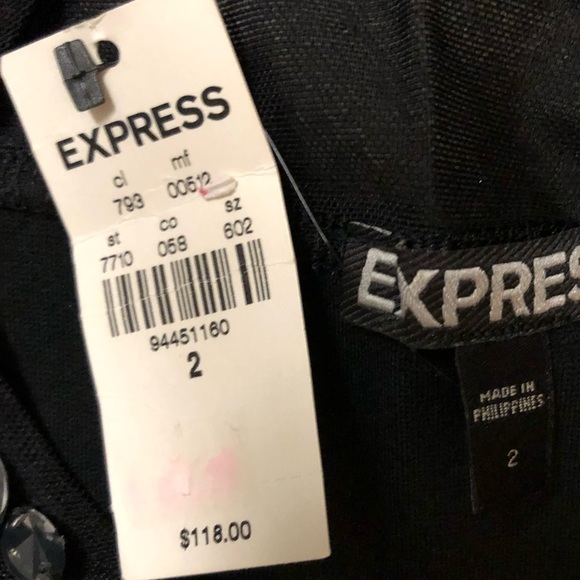 EXPRESS
cl mf
793 00512
st co sz
7710 058 602
94451160
2
$118.00
EXPRES
MADE IN
PHILIPPINES
2